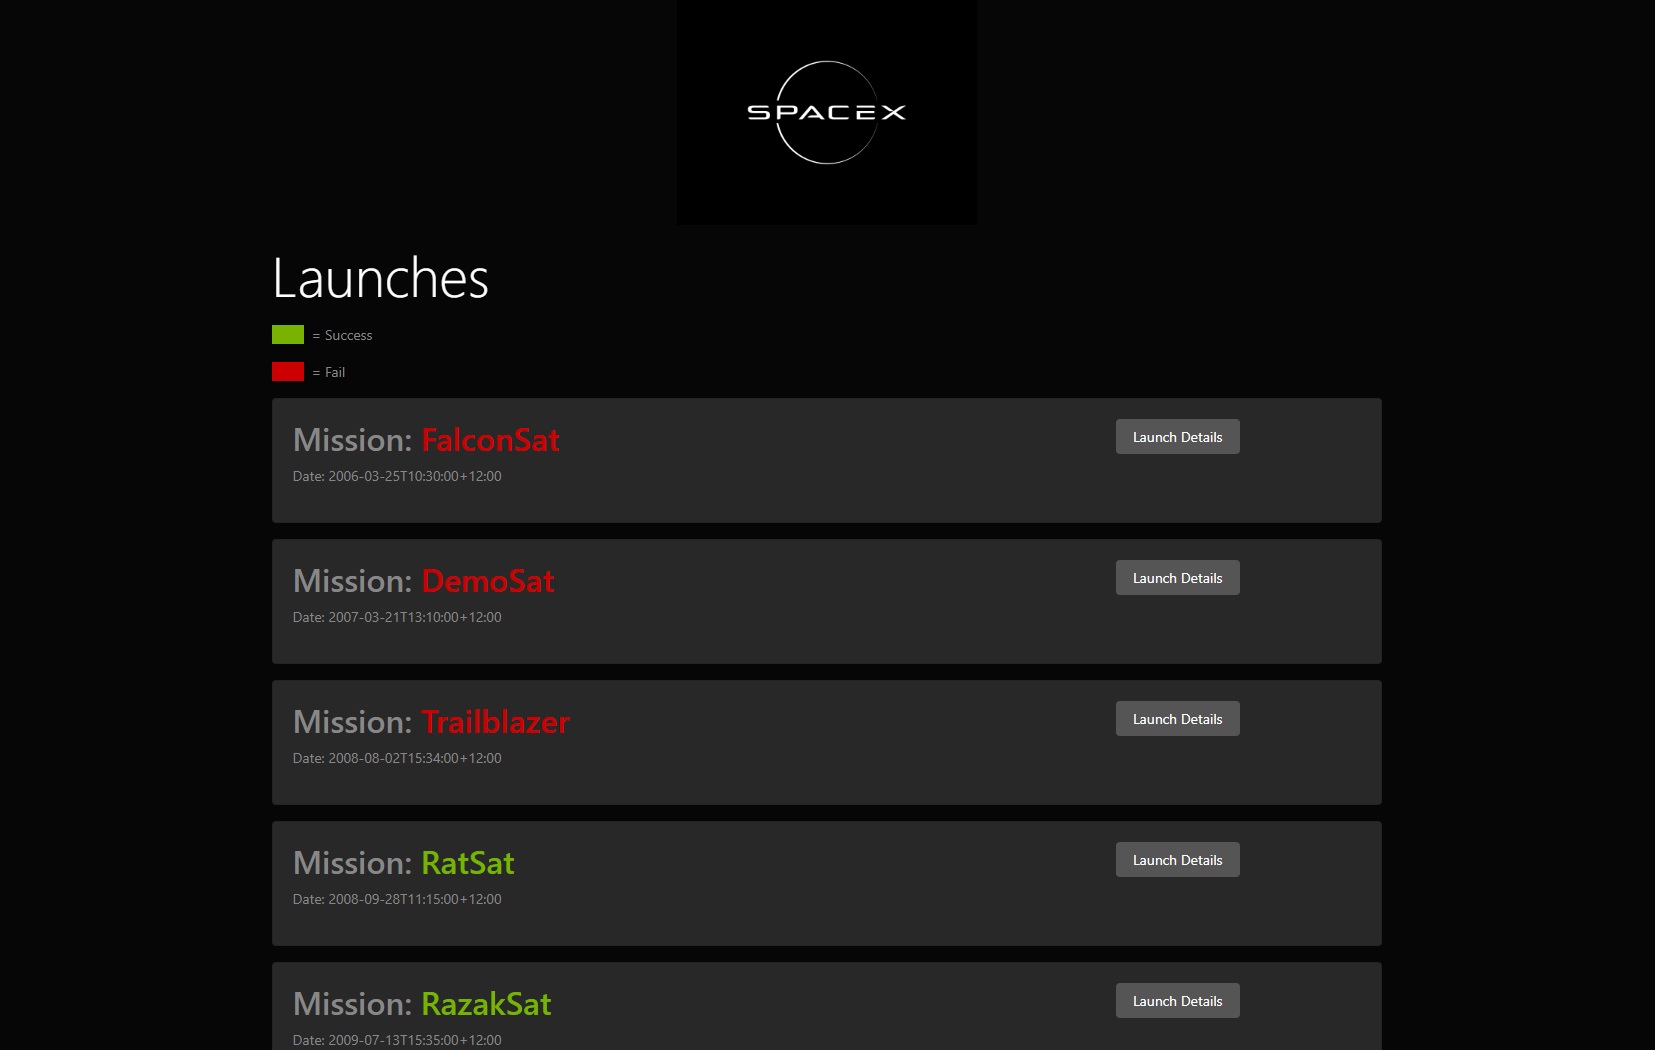 SPACEX
Launches
= Success
= Fail
Mission: FalconSat
Launch Details
Date: 2006-03-25T10:30:00+12:00
Mission: DemoSat
Launch Details
Date: 2007-03-21T13:10:00+12:00
Mission: Trailblazer
Launch Details
Date: 2008-08-02T15:34:00+12:00
Mission: RatSat
Launch Details
Date: 2008-09-28T11:15:00+12:00
Mission: RazakSat
Launch Details
Date: 2009-07-13T15:35:00+12:00